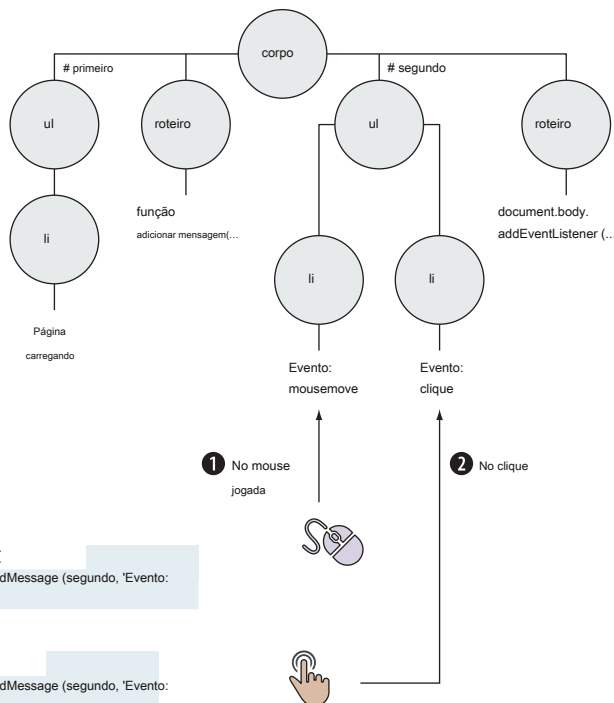 corpo
# primeiro
# segundo
ul
roteiro
ul
roteiro
função
adicionar mensagem(...
document.body.
addEventListener (...
li
li
li
Página
carregando
Evento:
mousemove
Evento:
clique
1 No mouse
jogada
2 No clique
dMessage (segundo, 'Evento:
dMessage (segundo, 'Evento: